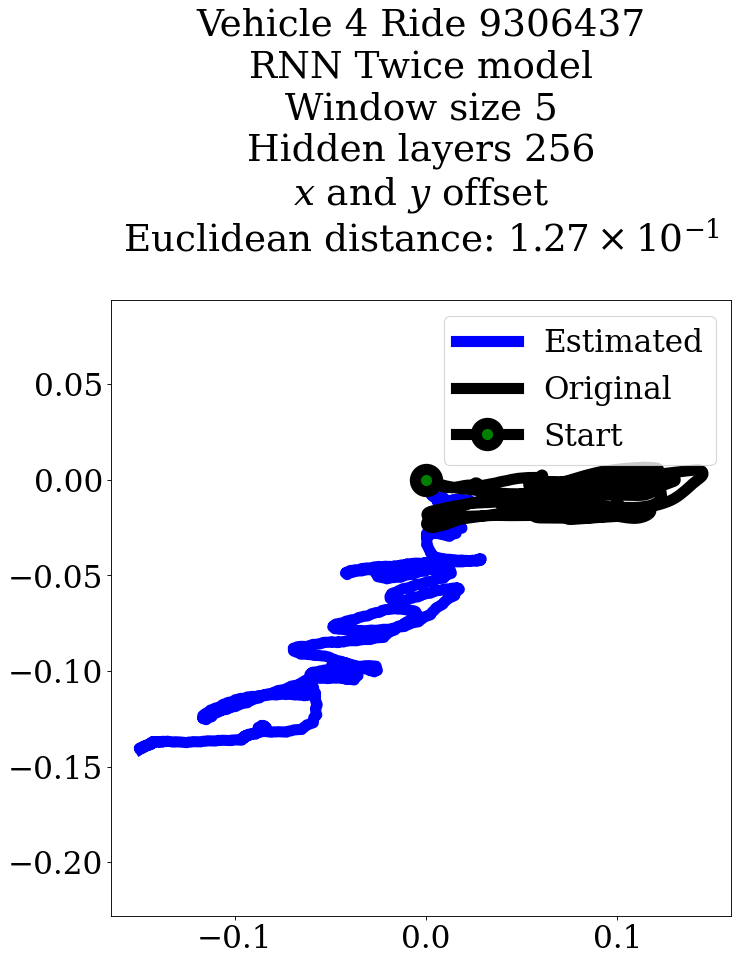 Vehicle 4 Ride 9306437
RNN Twice model
Window size 5
Hidden layers 256
x and y offset
Euclidean distance: 1.27 × 10⁻¹
Estimated
Original
Start
0.05
0.00
−0.05
−0.10
−0.15
−0.20
−0.1 0.0 0.1